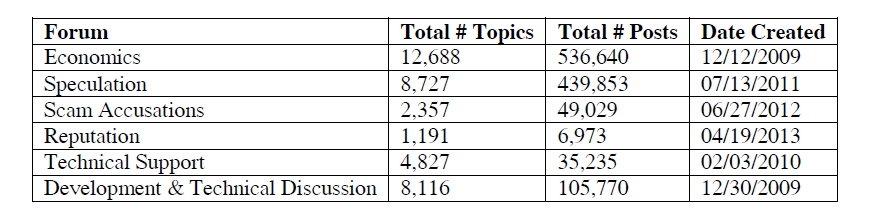 Forum Total # Topics Total # Posts Date Created
Economics 12,688 536,640 12/12/2009
Speculation 8,727 439,853 07/13/2011
Scam Accusations 2,357 49,029 06/27/2012
Reputation 1,191 6,973 04/19/2013
Technical Support 4,827 35,235 02/03/2010
Development & Technical Discussion 8,116 105,770 12/30/2009